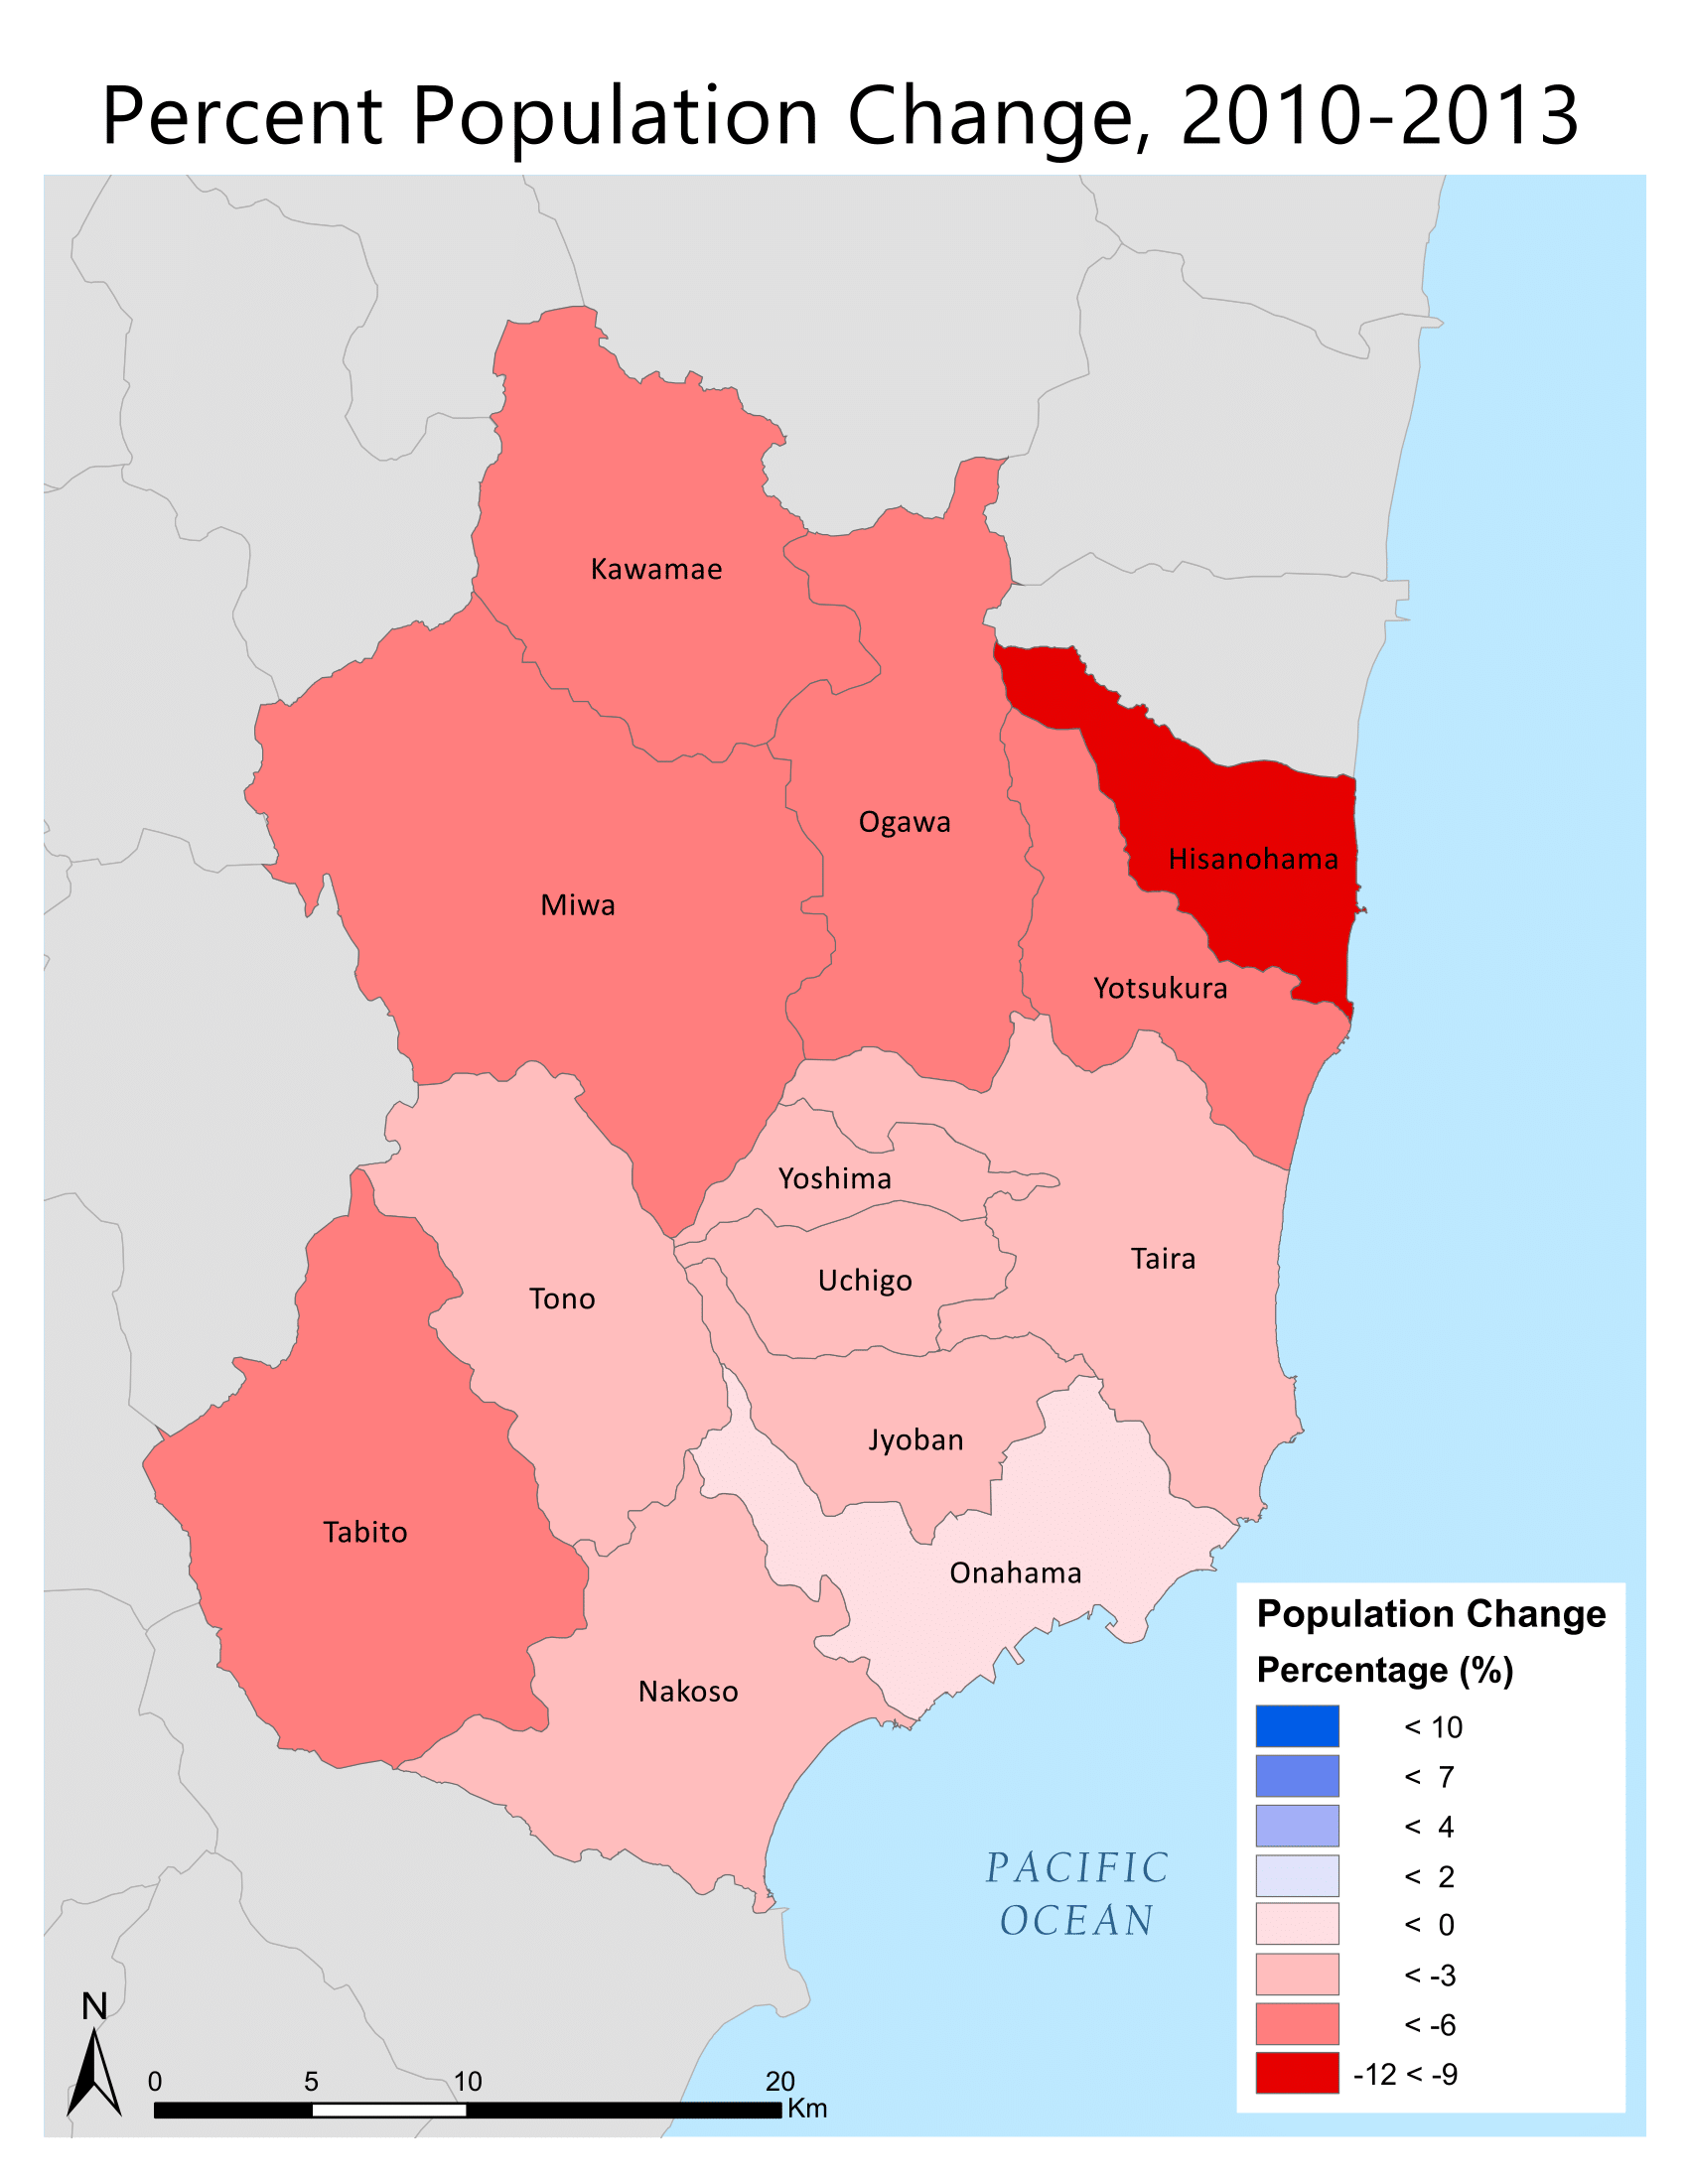 Percent Population Change, 2010-2013
Kawamae
Ogawa
Hisanohama
Miwa
Yotsukura
Yoshima
Taira
Uchigo
Tono
Jyoban
Tabito
Onahama
Nakoso
Population Change
Percentage (%)
< 10
< 7
< 4
< 2
< 0
< -3
< -6
-12 < -9
PACIFIC
OCEAN
N
0 5 10 20
Km